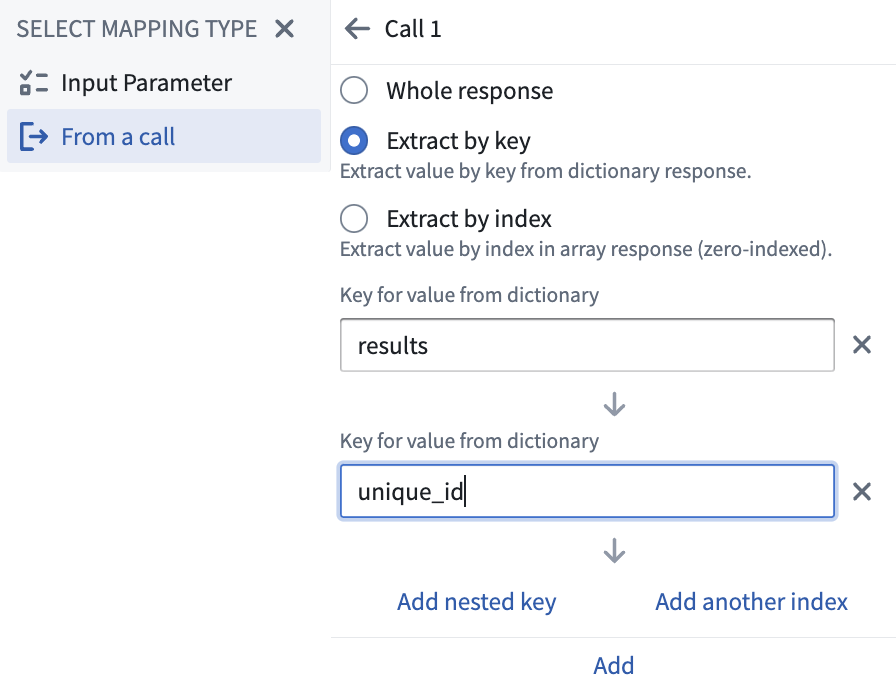 SELECT MAPPING TYPE
Input Parameter
From a call
Call 1
Whole response
Extract by key
Extract value by key from dictionary response.
Extract by index
Extract value by index in array response (zero-indexed).
Key for value from dictionary
results
Key for value from dictionary
unique_id
Add nested key Add another index
Add